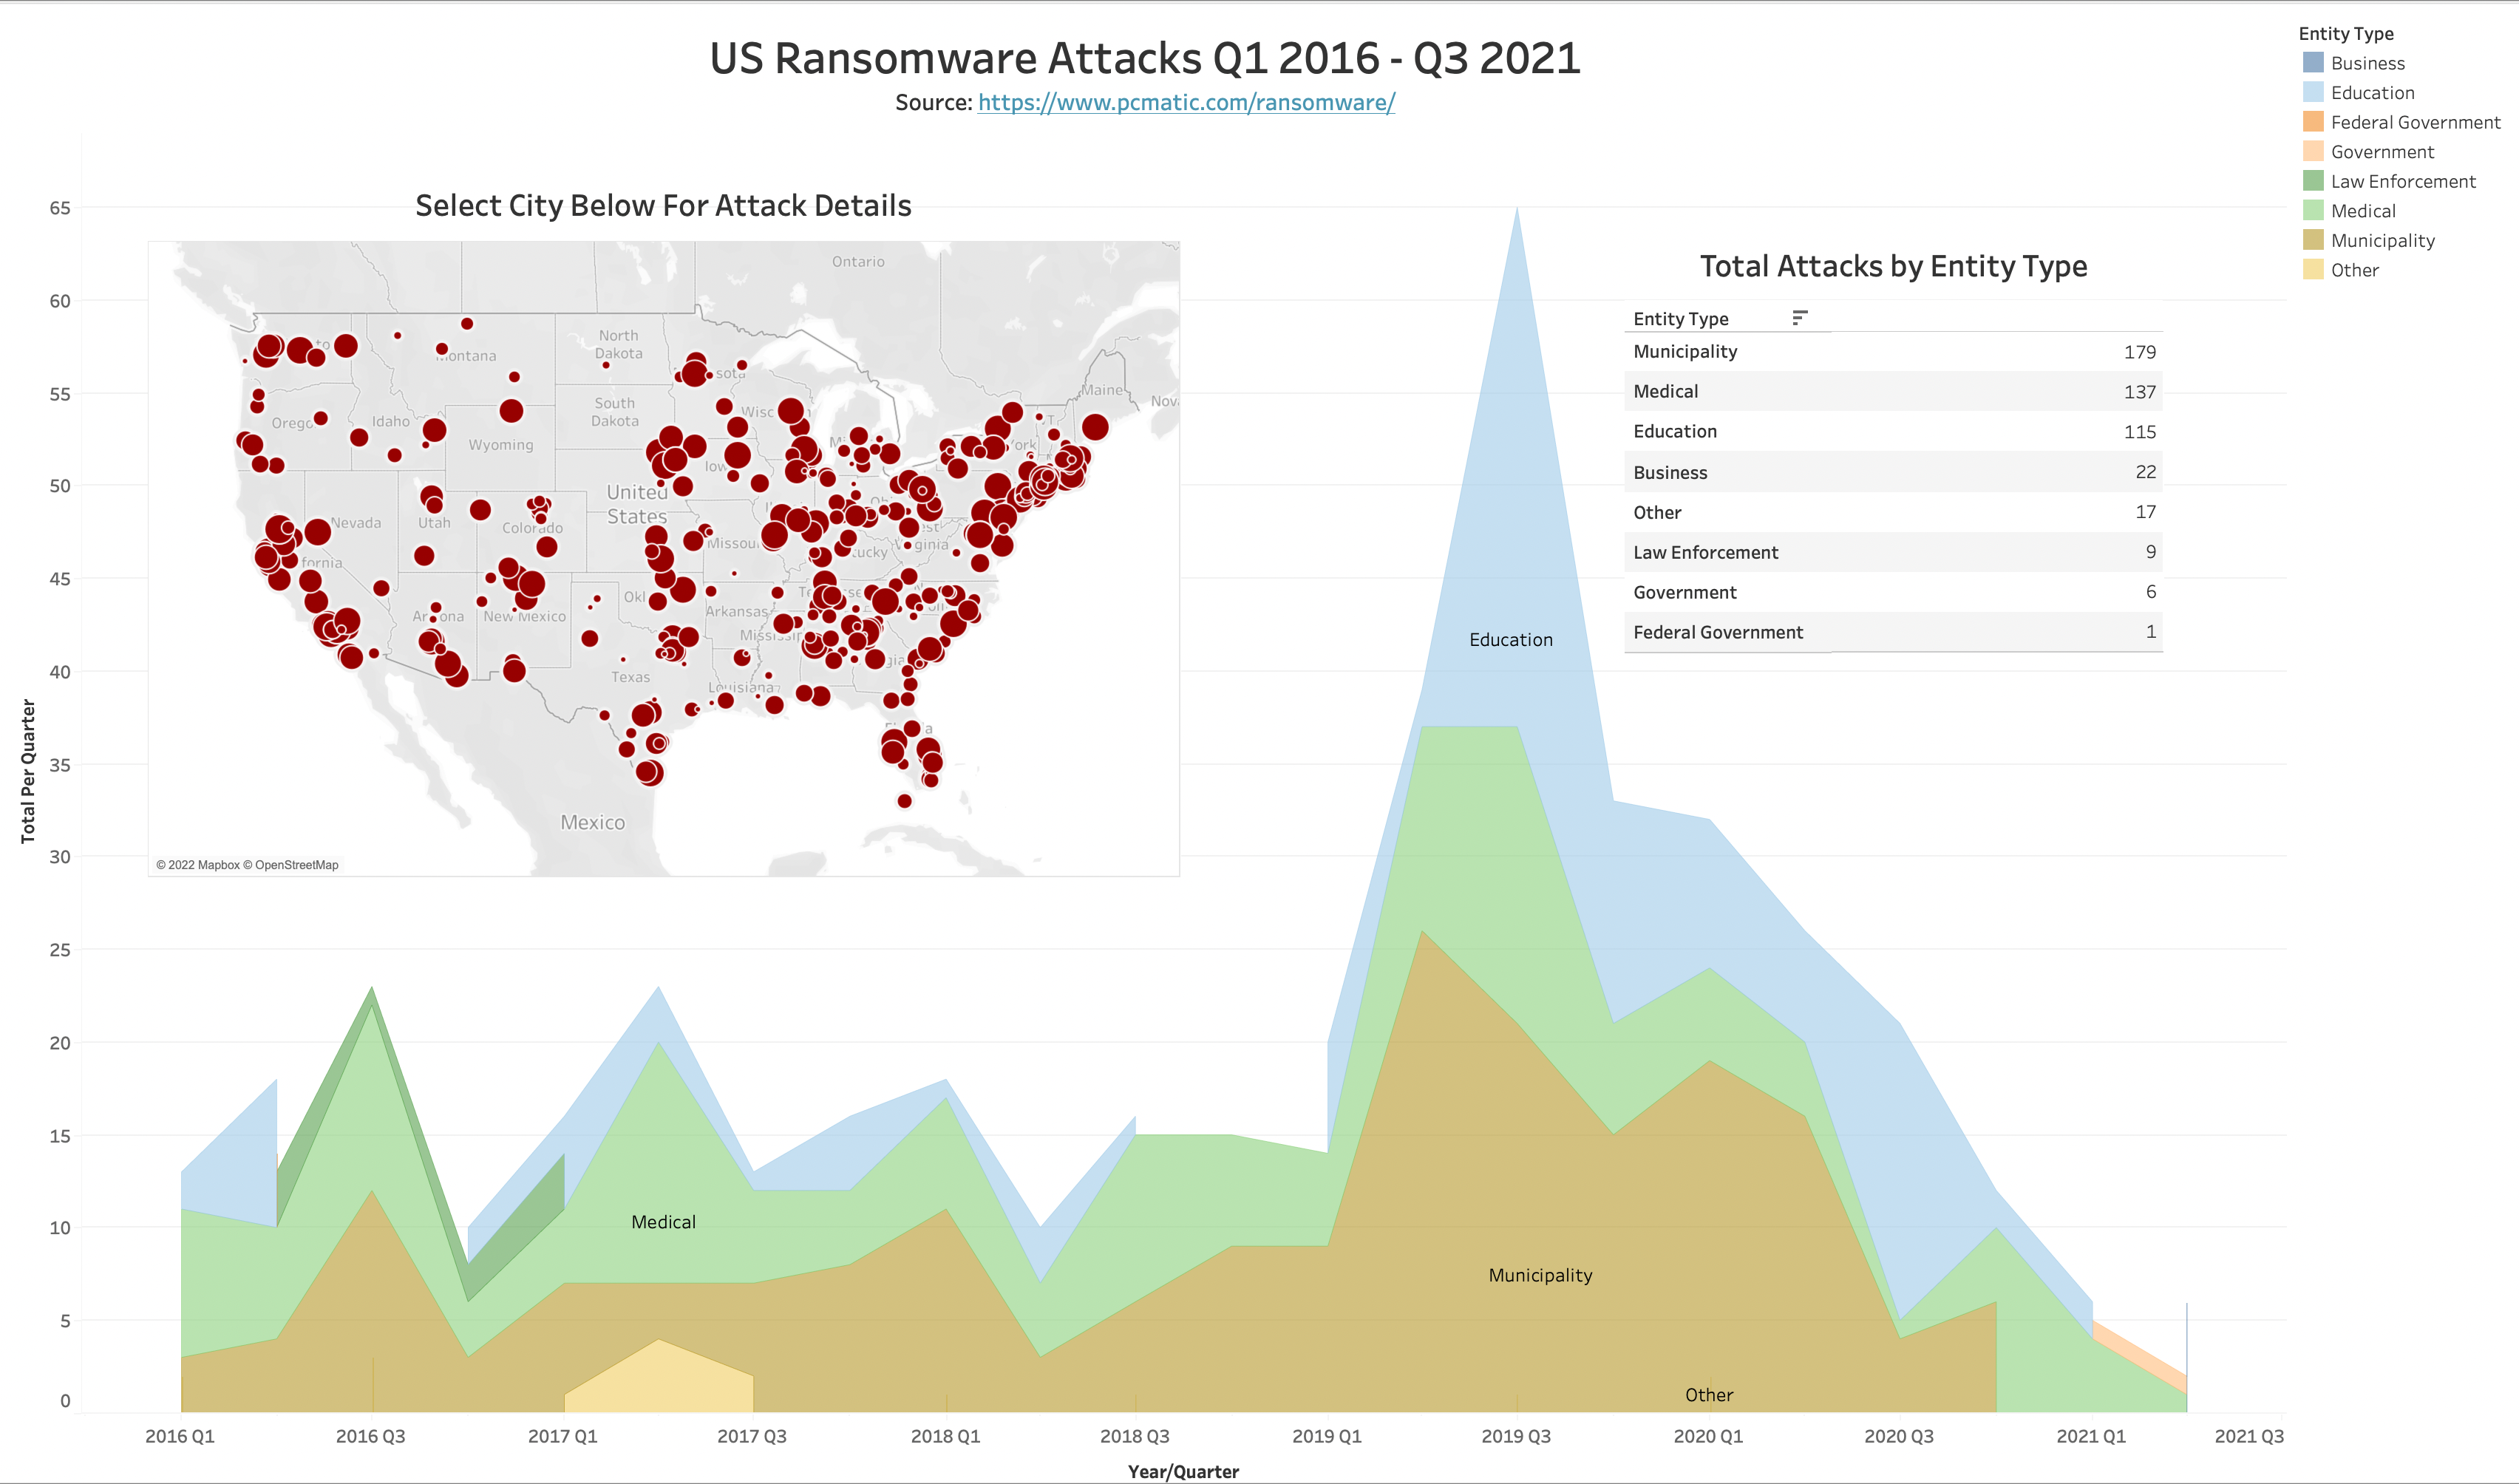 US Ransomware Attacks Q1 2016 - Q3 2021
Source: https://www.pcmatic.com/ransomware/
Entity Type
Business
Education
Federal Government
Government
Law Enforcement
Medical
Municipality
Other
Select City Below For Attack Details
Ontario
North
Dakota
Maine
South
Dakota
Idaho
Wyoming
United
States
Nevada
Utah
Colorado
New Mexico
Arkansas
Texas
Louisiana
Mexico
© 2022 Mapbox © OpenStreetMap
Total Attacks by Entity Type
Entity Type
Municipality 179
Medical 137
Education 115
Business 22
Other 17
Law Enforcement 9
Government 6
Federal Government 1
Total Per Quarter
65
60
55
50
45
40
35
30
25
20
15
10
5
0
Education
Medical
Municipality
Other
2016 Q1 2016 Q3 2017 Q1 2017 Q3 2018 Q1 2018 Q3 2019 Q1 2019 Q3 2020 Q1 2020 Q3 2021 Q1 2021 Q3
Year/Quarter